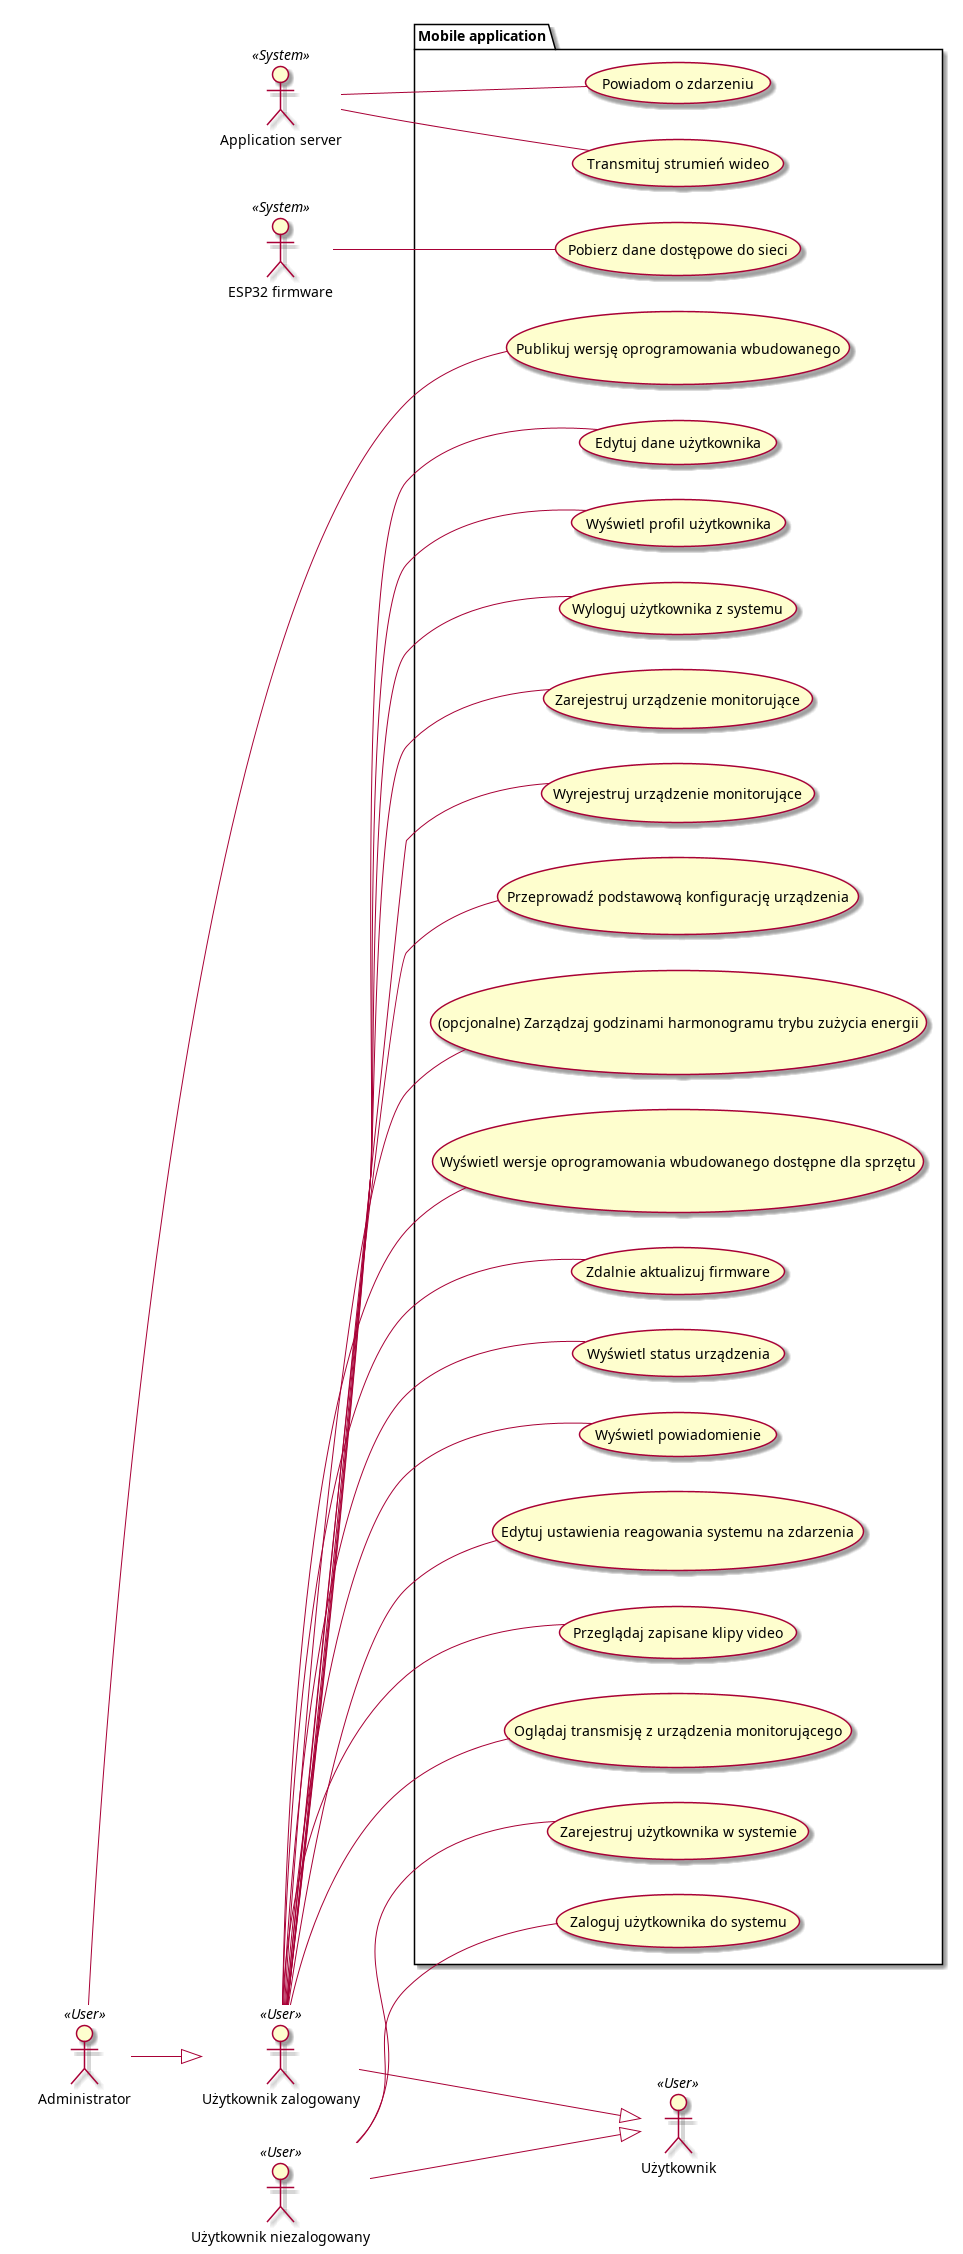 Mobile application
«System»
Application server
Powiadom o zdarzeniu
Transmituj strumień wideo
«System»
ESP32 firmware
Pobierz dane dostępowe do sieci
Publikuj wersję oprogramowania wbudowanego
Edytuj dane użytkownika
Wyświetl profil użytkownika
Wyloguj użytkownika z systemu
Zarejestruj urządzenie monitorujące
Wyrejestruj urządzenie monitorujące
Przeprowadź podstawową konfigurację urządzenia
(opcjonalne) Zarządzaj godzinami harmonogramu trybu zużycia energii
Wyświetl wersje oprogramowania wbudowanego dostępne dla sprzętu
Zdalnie aktualizuj firmware
Wyświetl status urządzenia
Wyświetl powiadomienie
Edytuj ustawienia reagowania systemu na zdarzenia
Przeglądaj zapisane klipy video
Oglądaj transmisję z urządzenia monitorującego
Zarejestruj użytkownika w systemie
Zaloguj użytkownika do systemu
«User»
Administrator
«User»
Użytkownik zalogowany
«User»
Użytkownik
«User»
Użytkownik niezalogowany